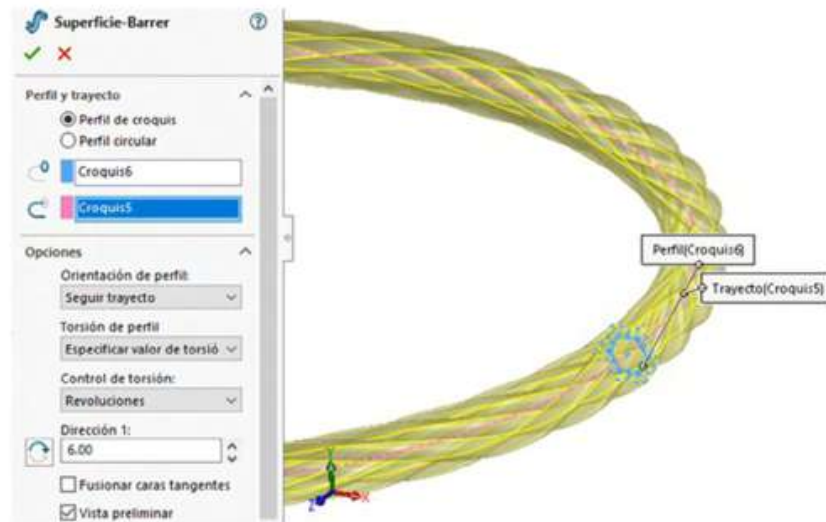 Superficie-Barrer
Perfil y trayecto
Perfil de croquis
Perfil circular
Croquis6
Croquis5
Opciones
Orientación de perfil:
Seguir trayecto
Torsión de perfil
Especificar valor de torsió
Control de torsión:
Revoluciones
Dirección 1:
6.00
Fusionar caras tangentes
Vista preliminar
Perfil(Croquis6)
Trayecto(Croquis5)
Y
Z
X